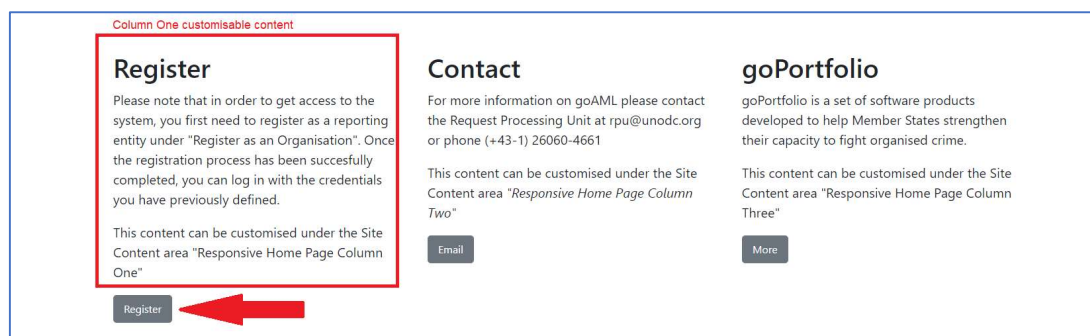 Column One customisable content
Register
Please note that in order to get access to the
system, you first need to register as a reporting
entity under "Register as an Organisation". Once
the registration process has been succesfully
completed, you can log in with the credentials
you have previously defined.
This content can be customised under the Site
Content area "Responsive Home Page Column
One"
Register
Contact
For more information on goAML please contact
the Request Processing Unit at rpu@unodc.org
or phone (+43-1) 26060-4661
This content can be customised under the Site
Content area "Responsive Home Page Column
Two"
Email
goPortfolio
goPortfolio is a set of software products
developed to help Member States strengthen
their capacity to fight organised crime.
This content can be customised under the Site
Content area "Responsive Home Page Column
Three"
More